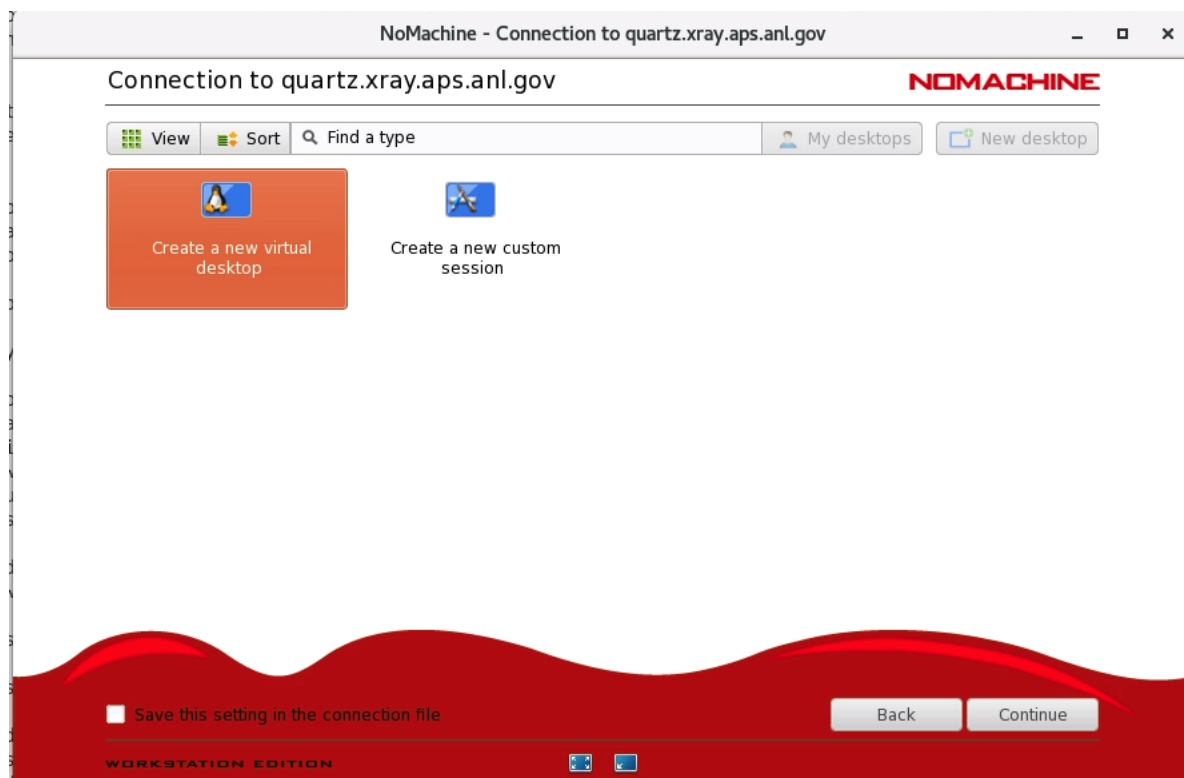 NoMachine - Connection to quartz.xray.aps.anl.gov
Connection to quartz.xray.aps.anl.gov
NOMACHINE
View
Sort
Find a type
My desktops
New desktop
Create a new virtual
desktop
Create a new custom
session
Save this setting in the connection file
Back
Continue
WORKSTATION EDITION